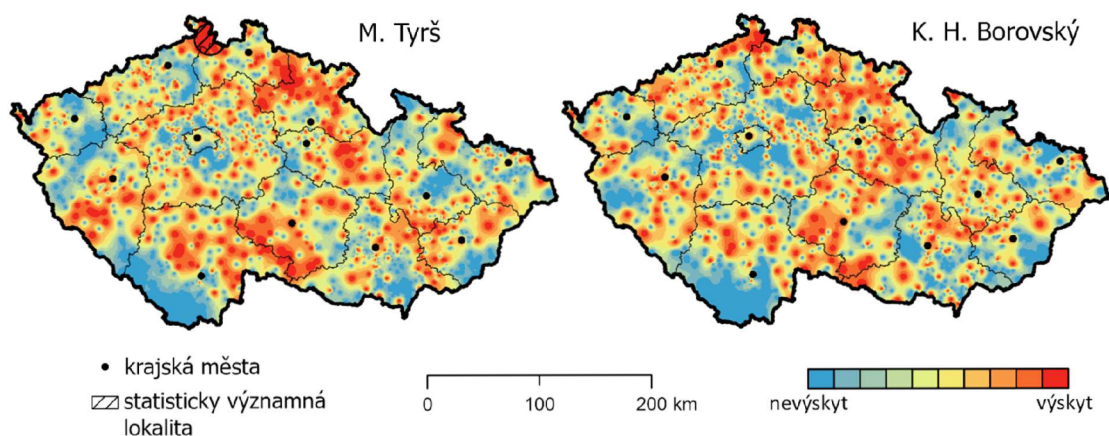 M. Tyrš
K. H. Borovský
krajská města
statisticky významná
lokalita
0 100 200 km
nevýskyt výskyt